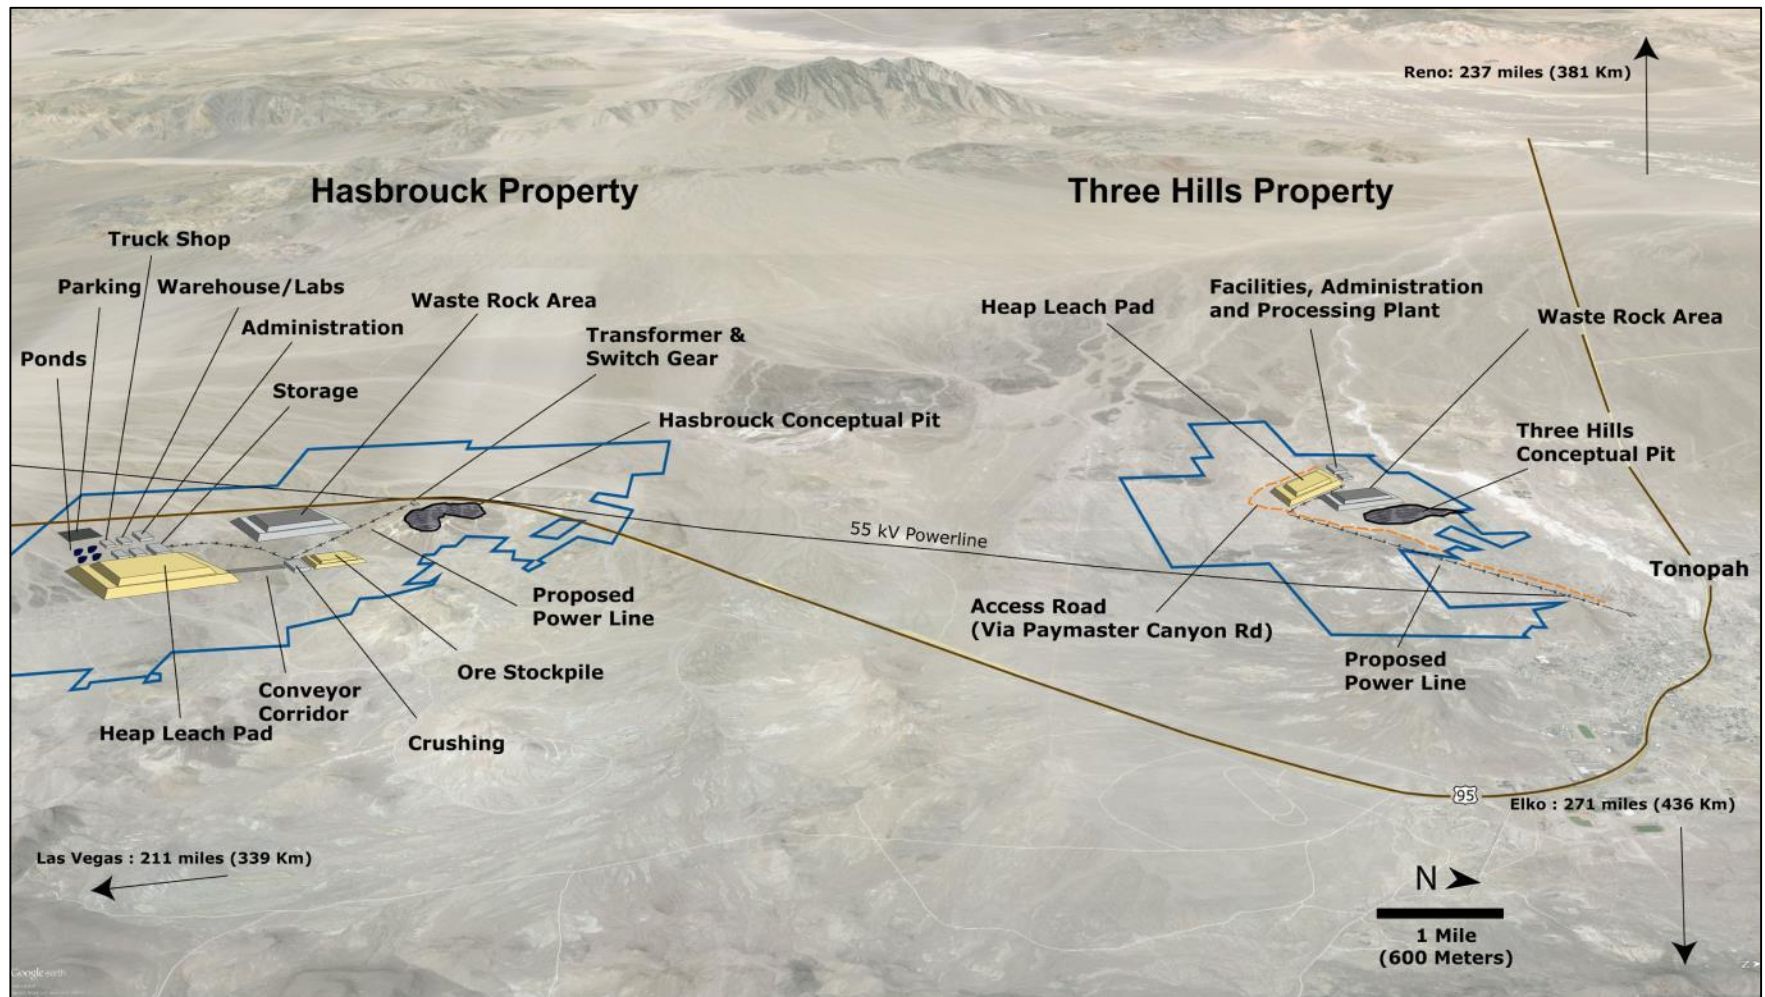 Reno: 237 miles (381 Km)
Hasbrouck Property
Three Hills Property
Truck Shop
Parking
Warehouse/Labs
Waste Rock Area
Administration
Transformer &
Switch Gear
Ponds
Storage
Hasbrouck Conceptual Pit
Heap Leach Pad
Facilities, Administration
and Processing Plant
Waste Rock Area
Three Hills
Conceptual Pit
55 kV Powerline
Tonopah
Proposed
Power Line
Access Road
(Via Paymaster Canyon Rd)
Ore Stockpile
Proposed
Power Line
Conveyor
Corridor
Heap Leach Pad
Crushing
95
Elko : 271 miles (436 Km)
Las Vegas : 211 miles (339 Km)
N
1 Mile
(600 Meters)
Google earth